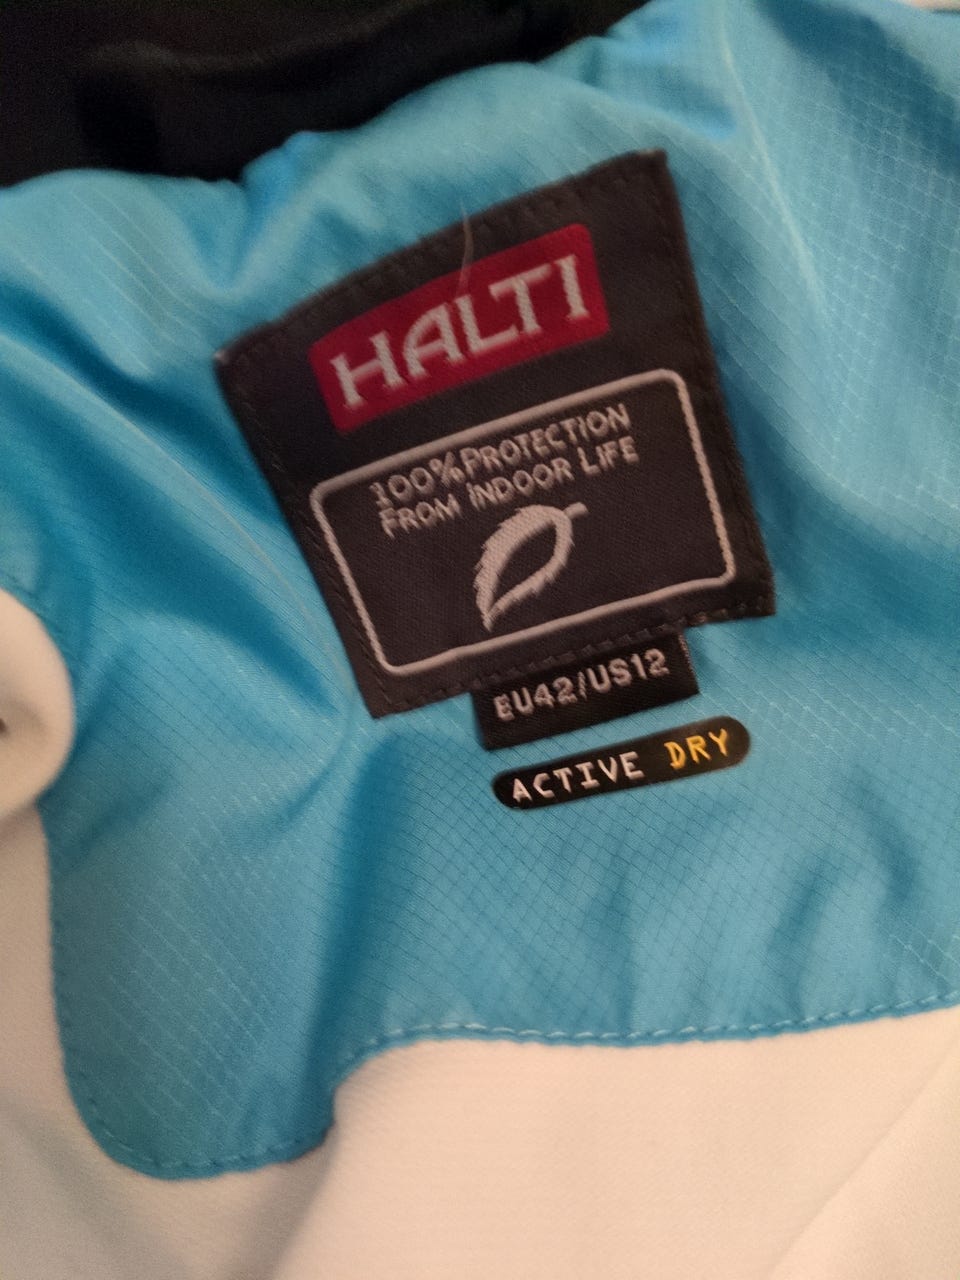 HALTI
100% PROTECTION
FROM INDOOR LIFE
EU42/US12
ACTIVE DRY